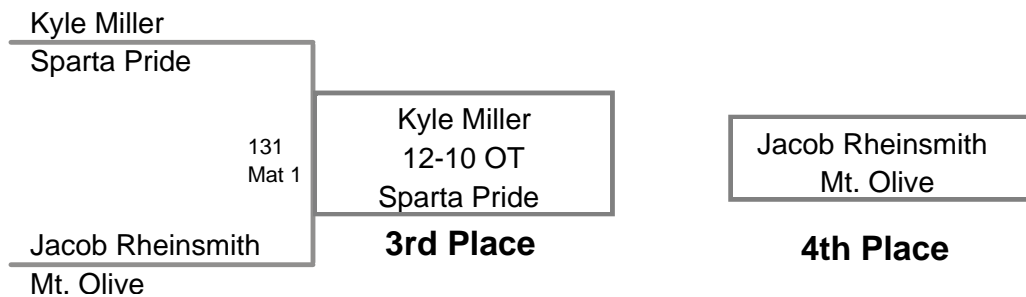 Kyle Miller
Sparta Pride
131
Mat 1
Jacob Rheinsmith
Mt. Olive
Kyle Miller
12-10 OT
Sparta Pride
3rd Place
Jacob Rheinsmith
Mt. Olive
4th Place